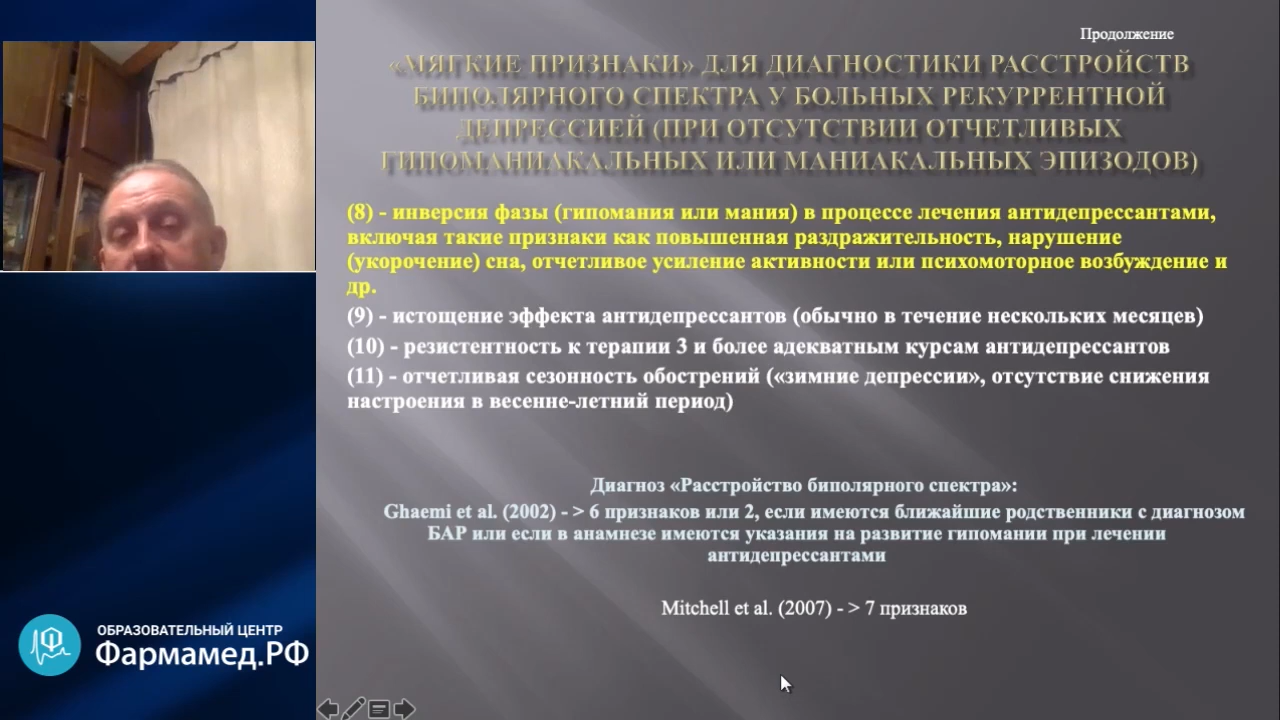 Продолжение
«МЯГКИЕ ПРИЗНАКИ» ДЛЯ ДИАГНОСТИКИ РАССТРОЙСТВ
БИПОЛЯРНОГО СПЕКТРА У БОЛЬНЫХ РЕКУРРЕНТНОЙ
ДЕПРЕССИЕЙ (ПРИ ОТСУТСТВИИ ОТЧЕТЛИВЫХ
ГИПОМАНИАКАЛЬНЫХ ИЛИ МАНИАКАЛЬНЫХ ЭПИЗОДОВ)
(8) - инверсия фазы (гипомания или мания) в процессе лечения антидепрессантами,
включая такие признаки как повышенная раздражительность, нарушение
(укорочение) сна, отчетливое усиление активности или психомоторное возбуждение и
др.
(9) - истощение эффекта антидепрессантов (обычно в течение нескольких месяцев)
(10) - резистентность к терапии 3 и более адекватным курсам антидепрессантов
(11) - отчетливая сезонность обострений («зимние депрессии», отсутствие снижения
настроения в весенне-летний период)
Диагноз «Расстройство биполярного спектра»:
Ghaemi et al. (2002) - > 6 признаков или 2, если имеются ближайшие родственники с диагнозом
БАР или если в анамнезе имеются указания на развитие гипомании при лечении
антидепрессантами
Mitchell et al. (2007) - > 7 признаков
ОБРАЗОВАТЕЛЬНЫЙ ЦЕНТР
Фармамед.РФ